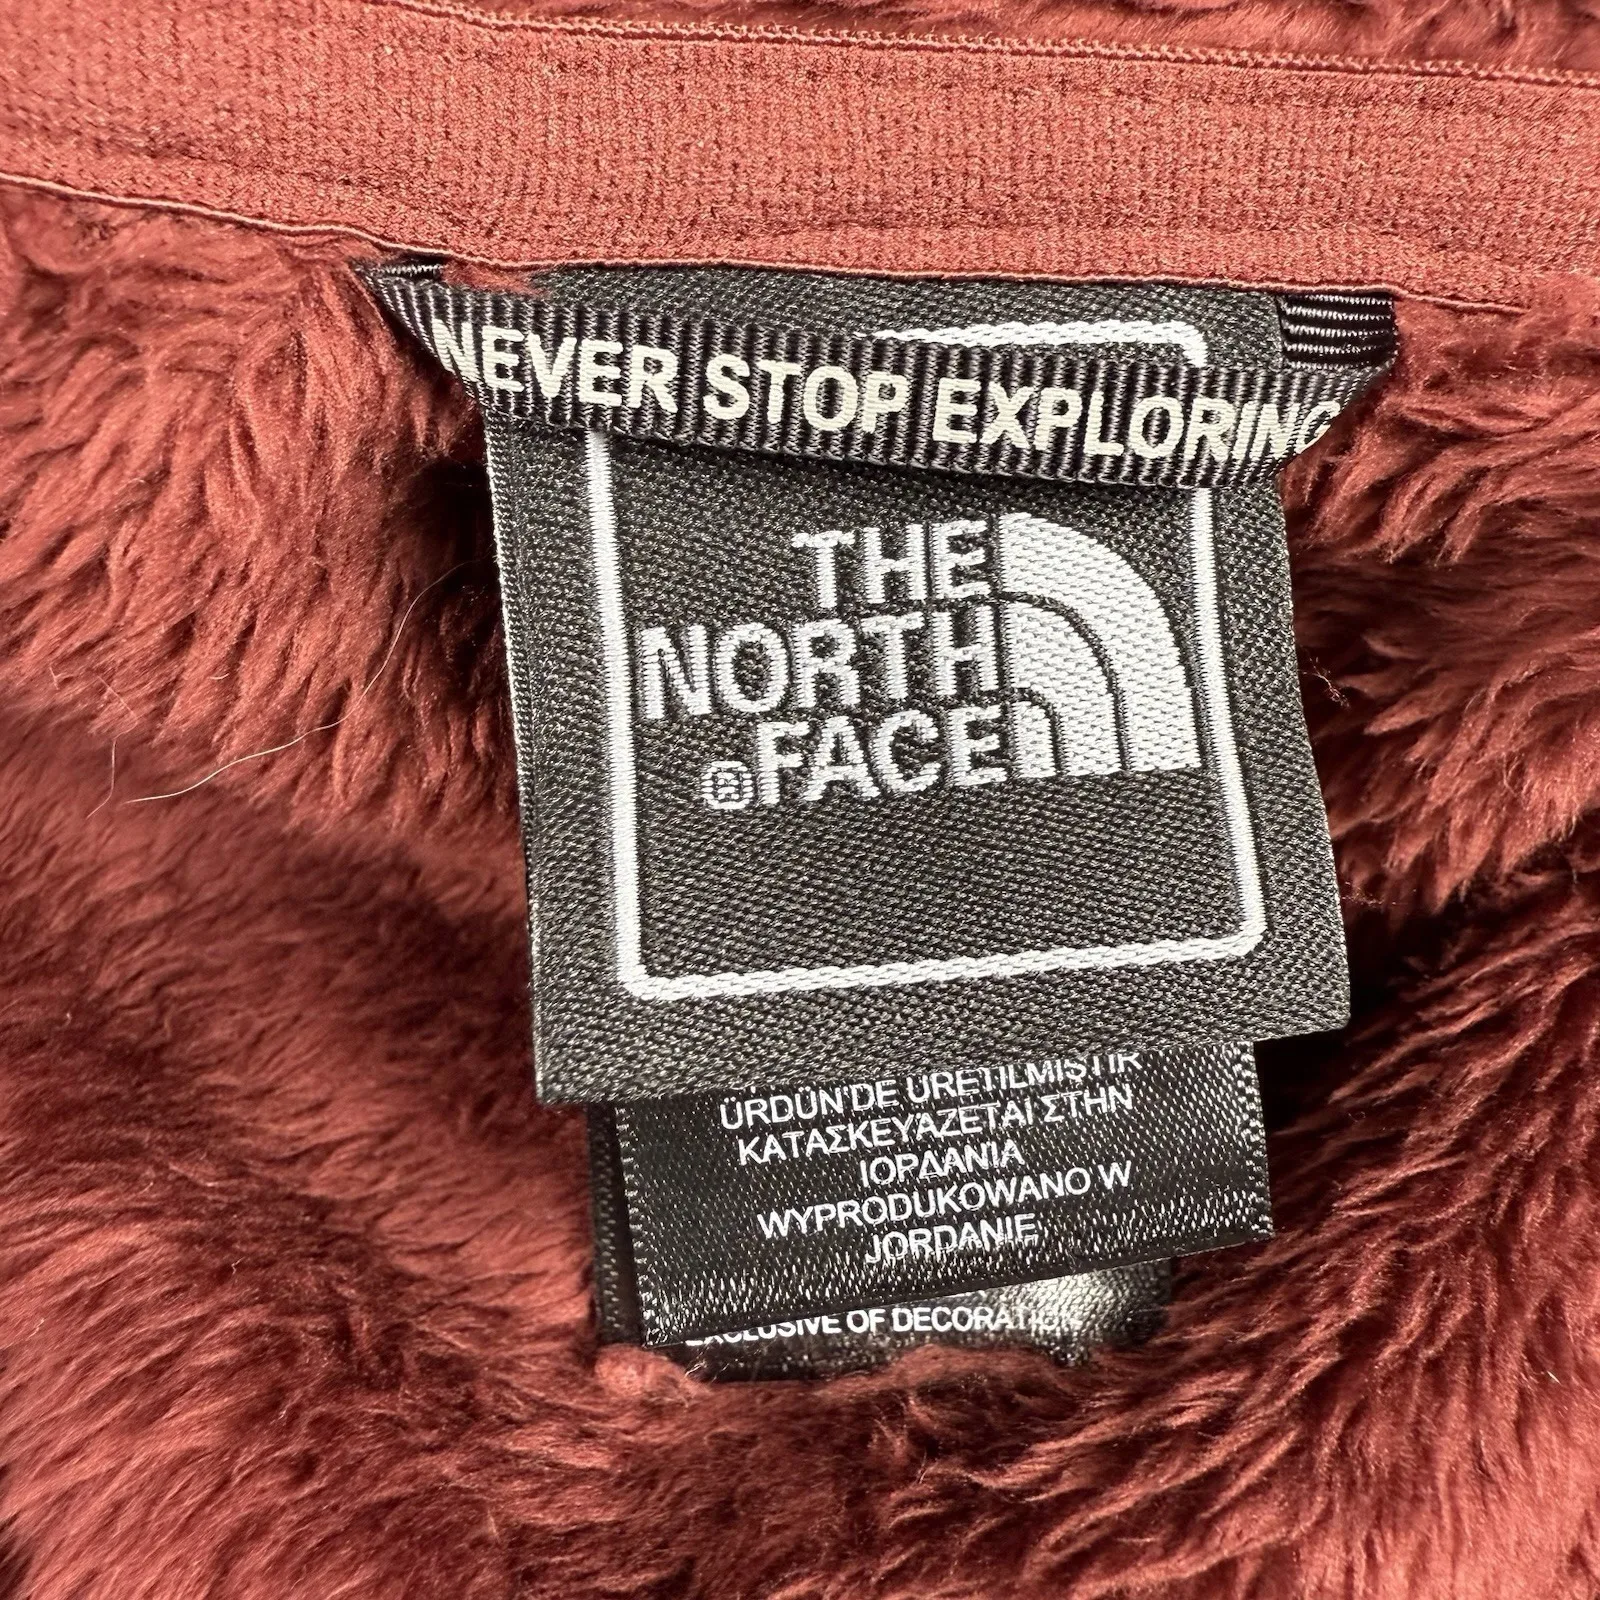 NEVER STOP EXPLORING
THE
NORTH
®FACE
ÜRDÜN'DE ÜRETİLMİŞTİR
ΚΑΤΑΣΚΕΥΑΖΕΤΑΙ ΣΤΗΝ
ΙΟΡΔΑΝΙΑ
WYPRODUKOWANO W
JORDANIE
EXCLUSIVE OF DECORATION